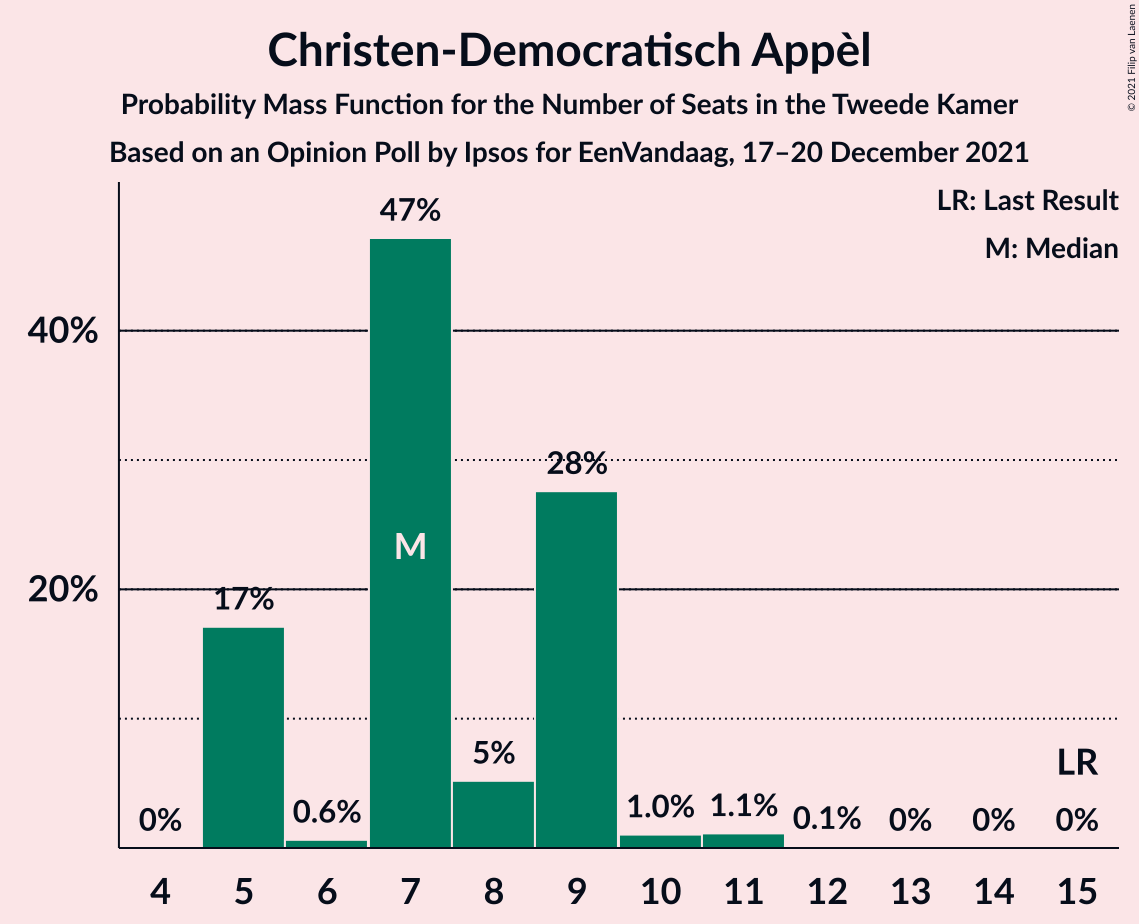 Christen-Democratisch Appèl
Probability Mass Function for the Number of Seats in the Tweede Kamer
Based on an Opinion Poll by Ipsos for EenVandaag, 17–20 December 2021
© 2021 Filip van Laenen
LR: Last Result
M: Median
47%
40%
28%
M
20%
17%
5%
LR
0%
0.6%
1.0%
1.1%
0.1%
0%
0%
0%
4 5 6 7 8 9 10 11 12 13 14 15